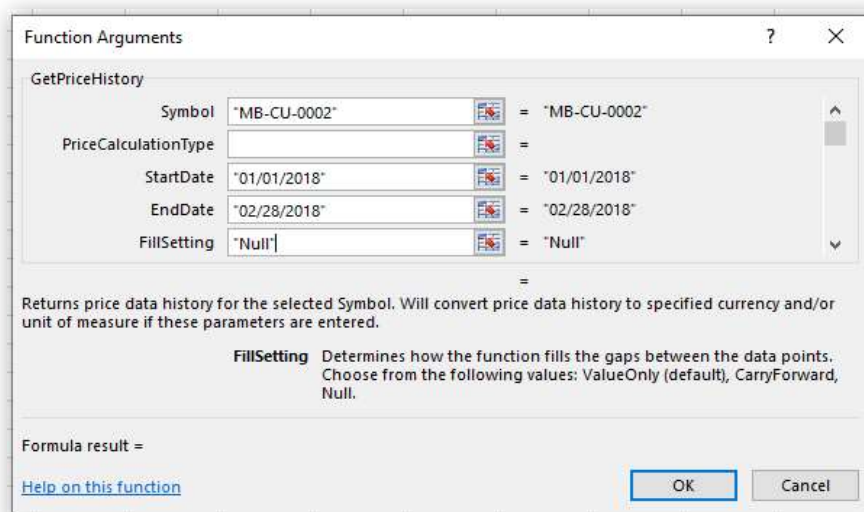 Function Arguments ?
GetPriceHistory
Symbol "MB-CU-0002" = "MB-CU-0002"
PriceCalculationType =
StartDate "01/01/2018" = "01/01/2018"
EndDate "02/28/2018" = "02/28/2018"
FillSetting "Null" = "Null"
=
Returns price data history for the selected Symbol. Will convert price data history to specified currency and/or
unit of measure if these parameters are entered.
FillSetting Determines how the function fills the gaps between the data points.
Choose from the following values: ValueOnly (default), CarryForward,
Null.
Formula result =
Help on this function OK Cancel